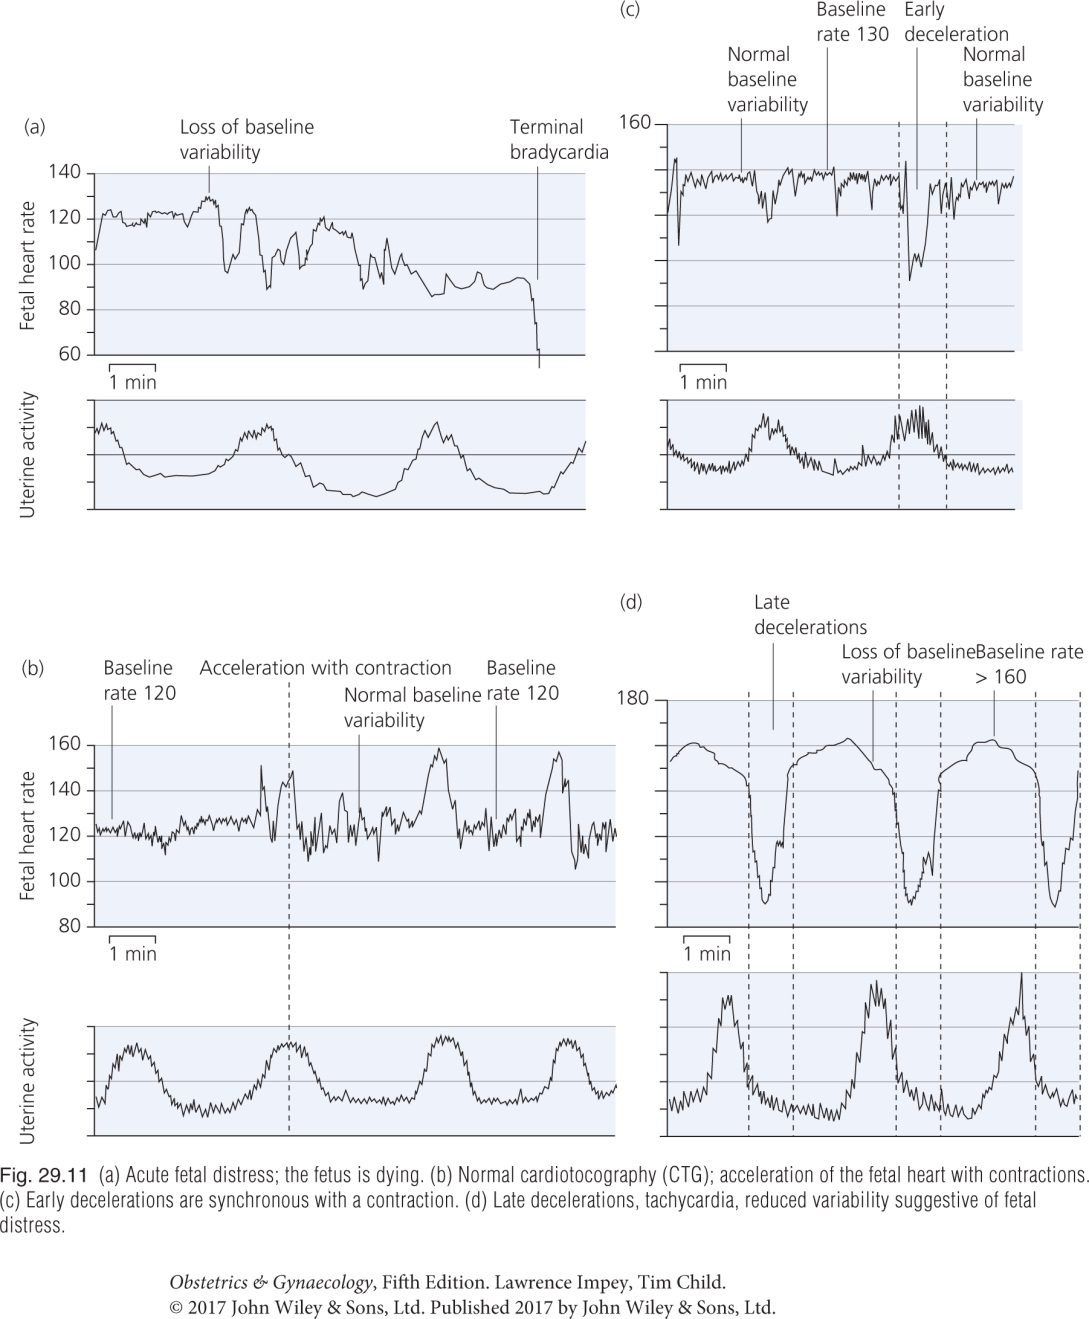 (a)
Loss of baseline
variability
Terminal
bradycardia
140
120
100
80
60
Fetal heart rate
1 min
Uterine activity
(c)
Baseline
rate 130
Early
deceleration
Normal
baseline
variability
Normal
baseline
variability
160
1 min
(b)
Baseline
rate 120
Acceleration with contraction
Normal baseline
variability
Baseline
rate 120
160
140
120
100
80
Fetal heart rate
1 min
Uterine activity
(d)
Late
decelerations
Loss of baseline
variability
Baseline rate
> 160
180
1 min
Fig. 29.11 (a) Acute fetal distress; the fetus is dying. (b) Normal cardiotocography (CTG); acceleration of the fetal heart with contractions.
(c) Early decelerations are synchronous with a contraction. (d) Late decelerations, tachycardia, reduced variability suggestive of fetal
distress.
Obstetrics & Gynaecology, Fifth Edition. Lawrence Impey, Tim Child.
© 2017 John Wiley & Sons, Ltd. Published 2017 by John Wiley & Sons, Ltd.